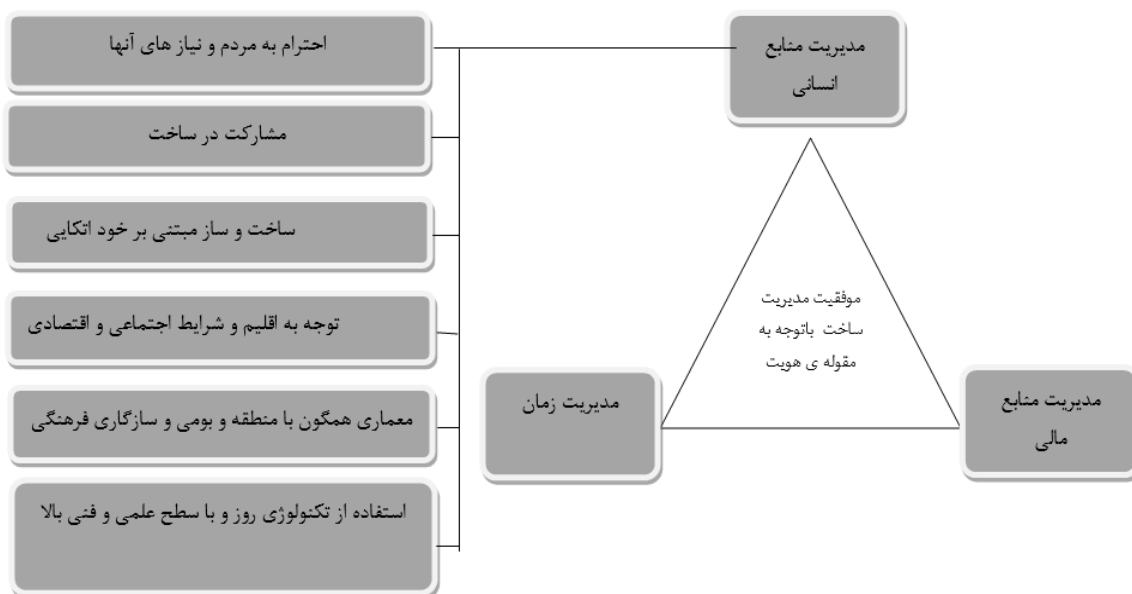 احترام به مردم و نیاز های آنها
مشارکت در ساخت
ساخت و ساز مبتنی بر خود اتکایی
توجه به اقلیم و شرایط اجتماعی و اقتصادی
معماری همگون با منطقه و بومی و سازگاری فرهنگی
استفاده از تکنولوژی روز و با سطح علمی و فنی بالا
مدیریت منابع
انسانی
موفقیت مدیریت
ساخت باتوجه به
مقوله ی هویت
مدیریت منابع
مالی
مدیریت زمان